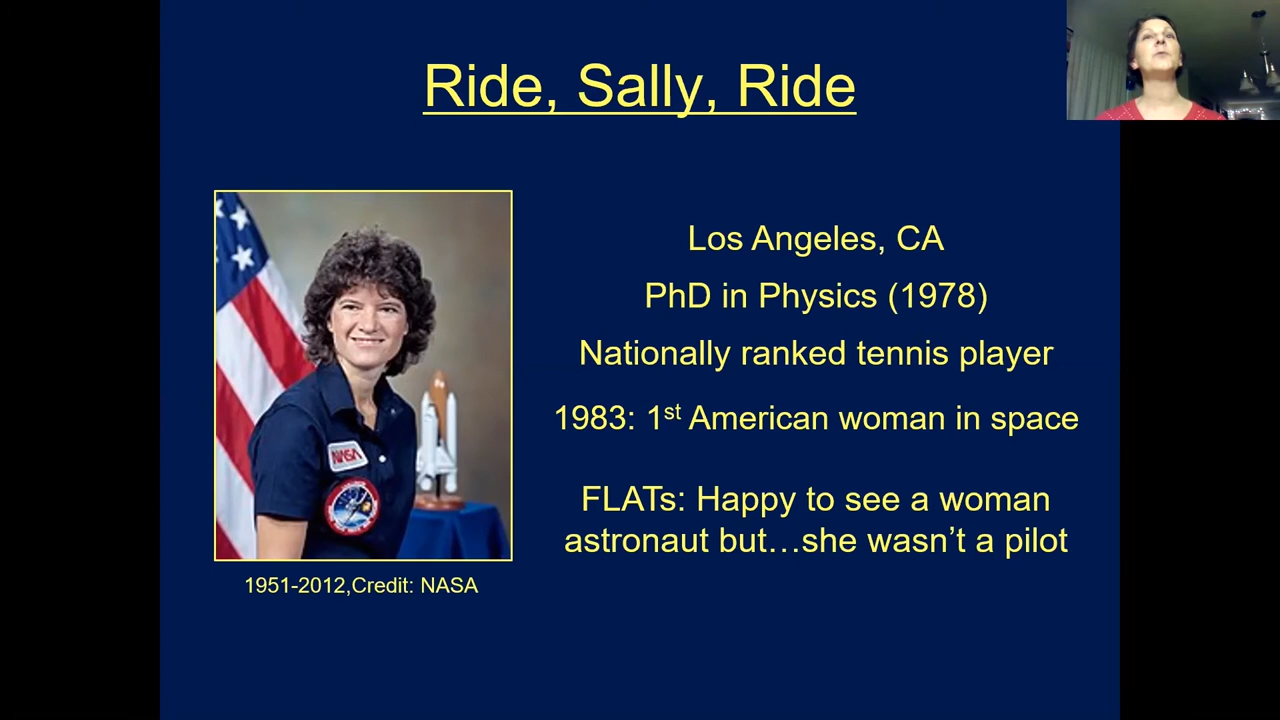 Ride, Sally, Ride
Los Angeles, CA
PhD in Physics (1978)
Nationally ranked tennis player
1983: 1st American woman in space
FLATs: Happy to see a woman
astronaut but…she wasn't a pilot
NASA
1951-2012,Credit: NASA